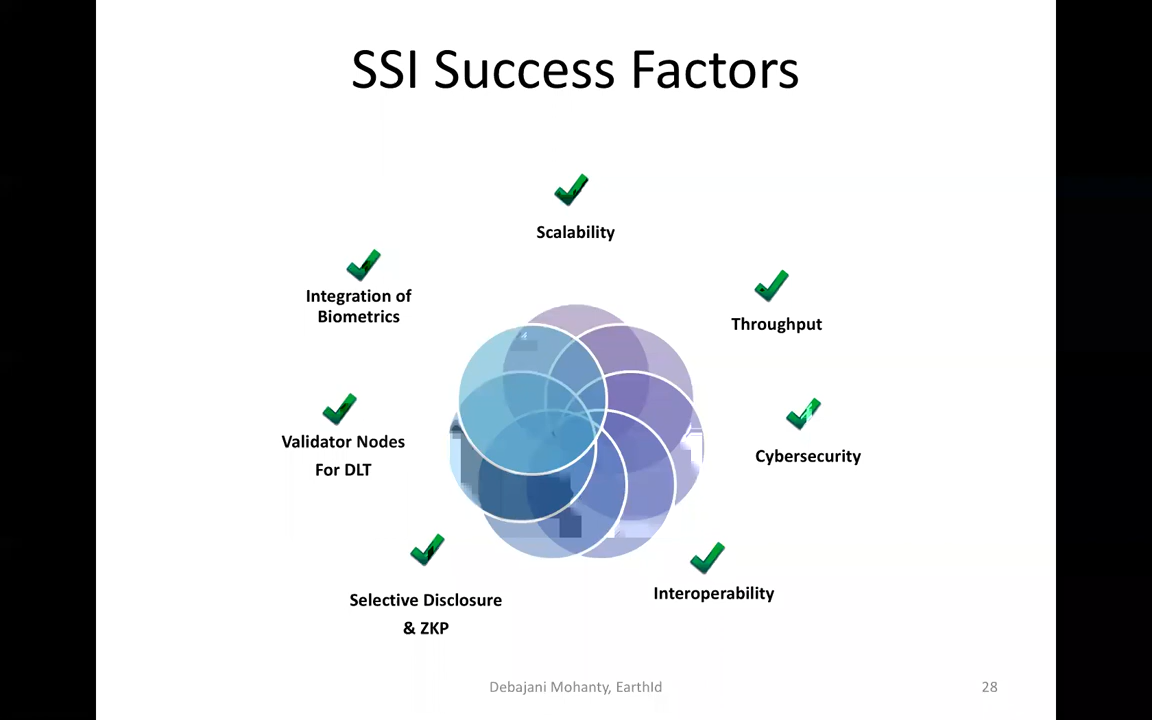 SSI Success Factors
Scalability
Integration of
Biometrics
Throughput
Validator Nodes
For DLT
Cybersecurity
Selective Disclosure
& ZKP
Interoperability
Debajani Mohanty, EarthId
28